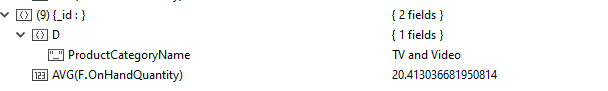 (9) {_id : } { 2 fields }
D { 1 fields }
ProductCategoryName TV and Video
AVG(F.OnHandQuantity) 20.413036681950814